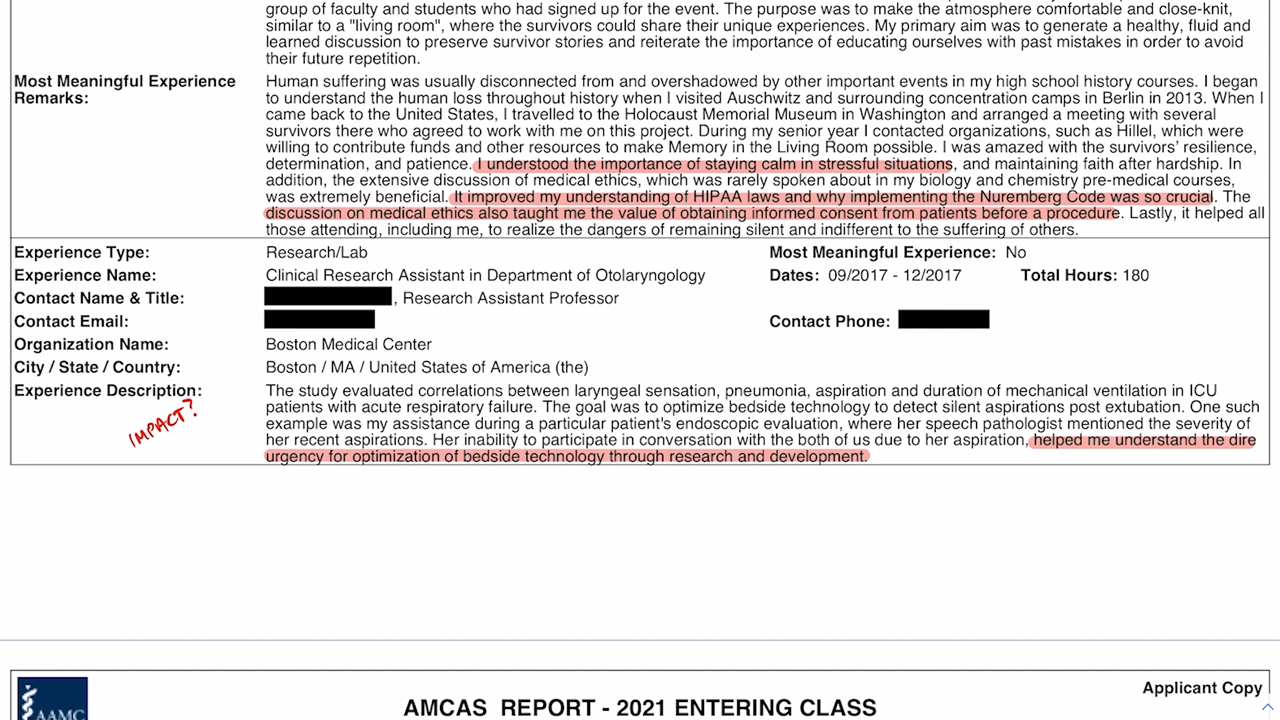 group of faculty and students who had signed up for the event. The purpose was to make the atmosphere comfortable and close-knit,
similar to a "living room", where the survivors could share their unique experiences. My primary aim was to generate a healthy, fluid and
learned discussion to preserve survivor stories and reiterate the importance of educating ourselves with past mistakes in order to avoid
their future repetition.
Most Meaningful Experience Remarks: Human suffering was usually disconnected from and overshadowed by other important events in my high school history courses. I began
to understand the human loss throughout history when I visited Auschwitz and surrounding concentration camps in Berlin in 2013. When I
came back to the United States, I travelled to the Holocaust Memorial Museum in Washington and arranged a meeting with several
survivors there who agreed to work with me on this project. During my senior year I contacted organizations, such as Hillel, which were
willing to contribute funds and other resources to make Memory in the Living Room possible. I was amazed with the survivors' resilience,
determination, and patience. I understood the importance of staying calm in stressful situations, and maintaining faith after hardship. In
addition, the extensive discussion of medical ethics, which was rarely spoken about in my biology and chemistry pre-medical courses,
was extremely beneficial. It improved my understanding of HIPAA laws and why implementing the Nuremberg Code was so crucial. The
discussion on medical ethics also taught me the value of obtaining informed consent from patients before a procedure. Lastly, it helped all
those attending, including me, to realize the dangers of remaining silent and indifferent to the suffering of others.
Experience Type: Research/Lab Most Meaningful Experience: No
Experience Name: Clinical Research Assistant in Department of Otolaryngology Dates: 09/2017 - 12/2017 Total Hours: 180
Contact Name & Title: , Research Assistant Professor
Contact Email: Contact Phone:
Organization Name: Boston Medical Center
City / State / Country: Boston / MA / United States of America (the)
Experience Description: The study evaluated correlations between laryngeal sensation, pneumonia, aspiration and duration of mechanical ventilation in ICU
patients with acute respiratory failure. The goal was to optimize bedside technology to detect silent aspirations post extubation. One such
example was my assistance during a particular patient's endoscopic evaluation, where her speech pathologist mentioned the severity of
her recent aspirations. Her inability to participate in conversation with the both of us due to her aspiration, helped me understand the dire
urgency for optimization of bedside technology through research and development.
IMPACT?
Applicant Copy
AAMC
AMCAS REPORT - 2021 ENTERING CLASS